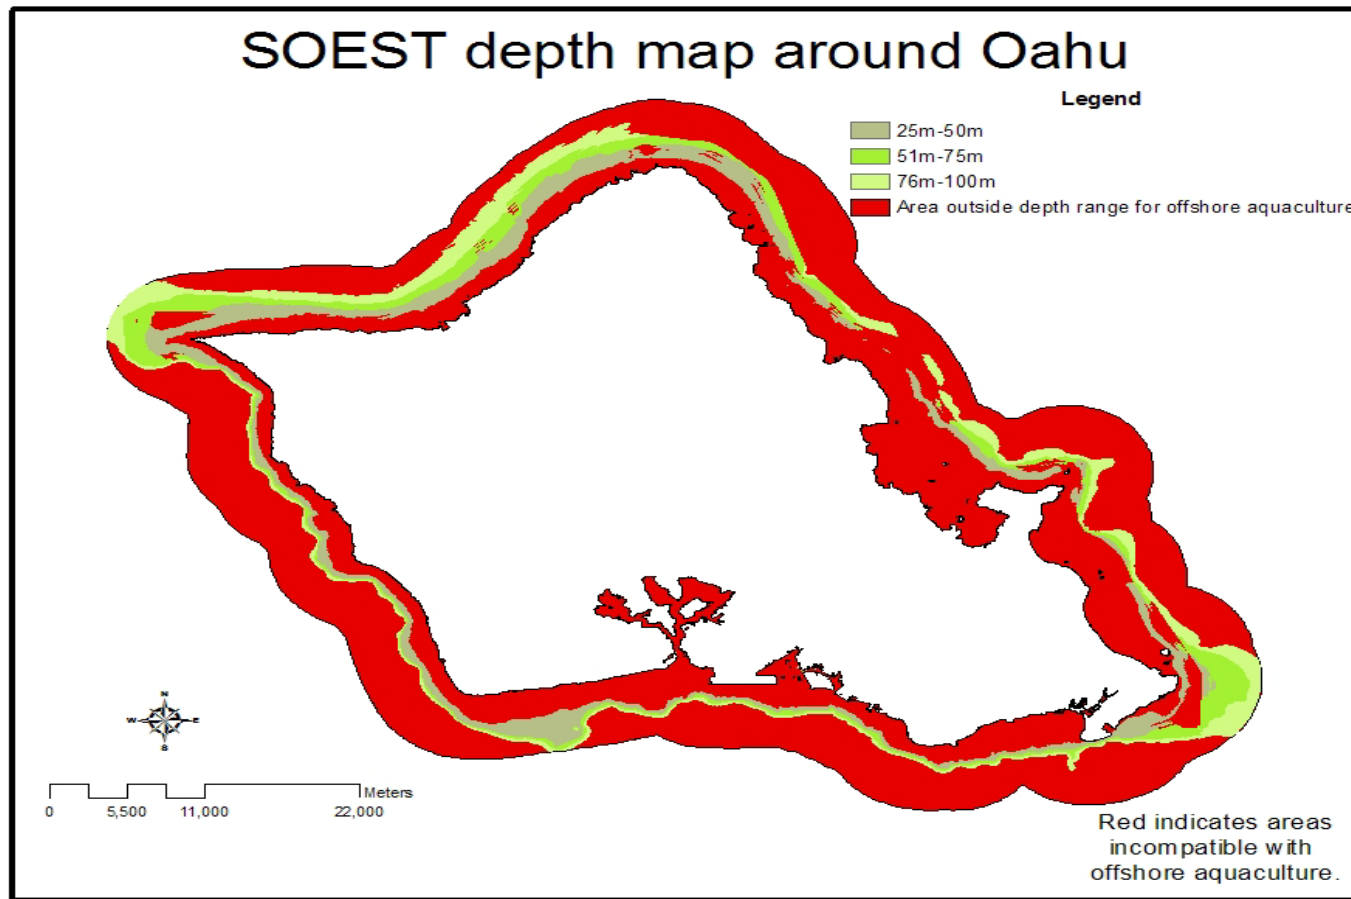 SOEST depth map around Oahu
Legend
25m-50m
51m-75m
76m-100m
Area outside depth range for offshore aquaculture
N
W E
S
Meters
0 5,500 11,000 22,000
Red indicates areas
incompatible with
offshore aquaculture.